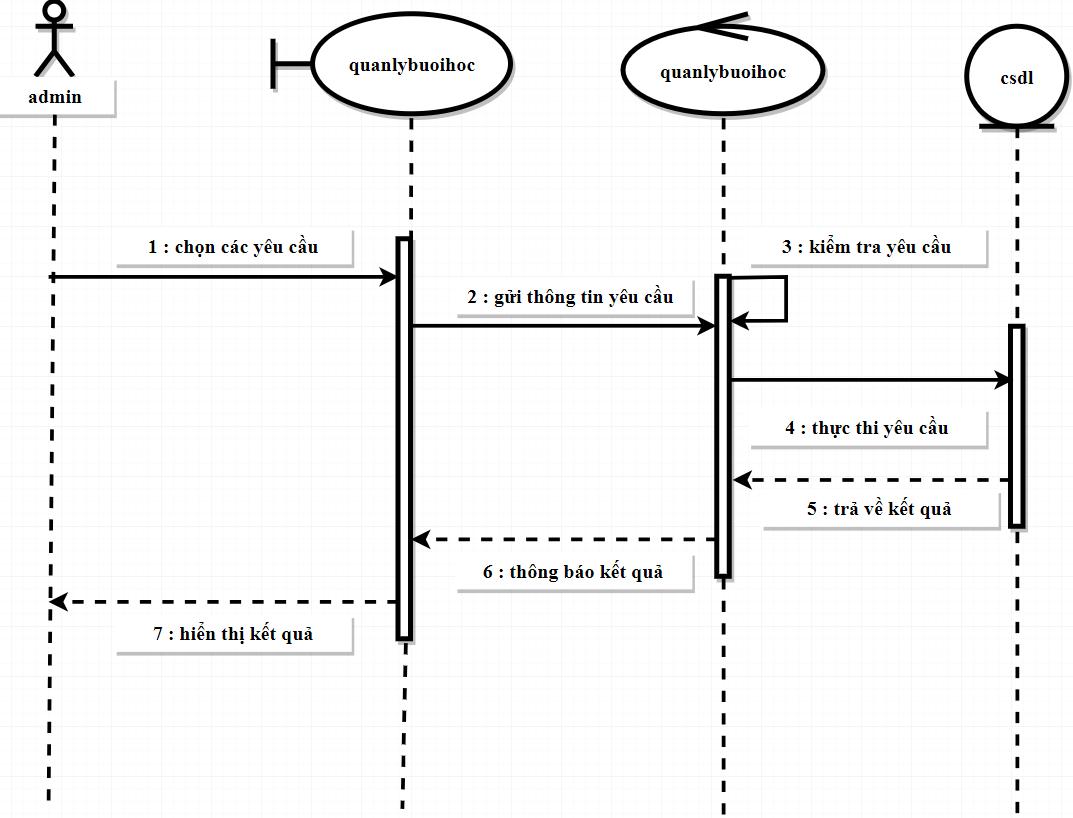 admin
quanlybuoihoc
quanlybuoihoc
csdl
1 : chọn các yêu cầu
3 : kiểm tra yêu cầu
2 : gửi thông tin yêu cầu
4 : thực thi yêu cầu
5 : trả về kết quả
6 : thông báo kết quả
7 : hiển thị kết quả